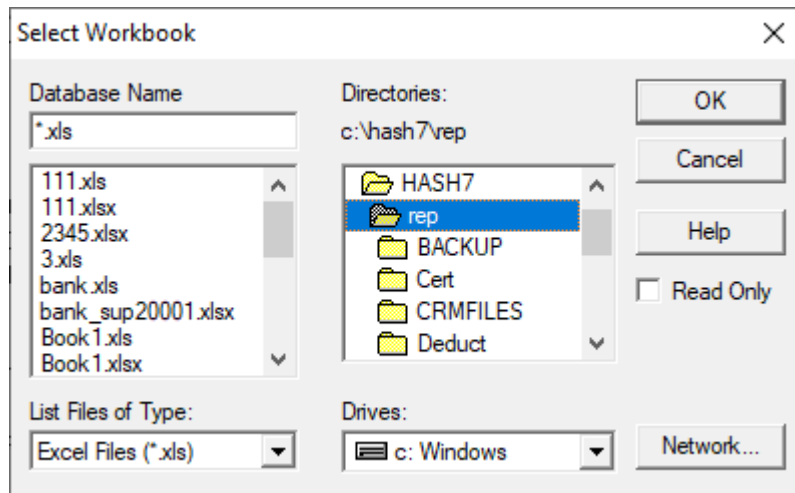 Select Workbook
Database Name
*.xls
111.xls
111.xlsx
2345.xlsx
3.xls
bank.xls
bank_sup20001.xlsx
Book1.xls
Book1.xlsx
List Files of Type:
Excel Files (*.xls)
Directories:
c:\hash7\rep
HASH7
rep
BACKUP
Cert
CRMFILES
Deduct
Drives:
c: Windows
OK
Cancel
Help
Read Only
Network...